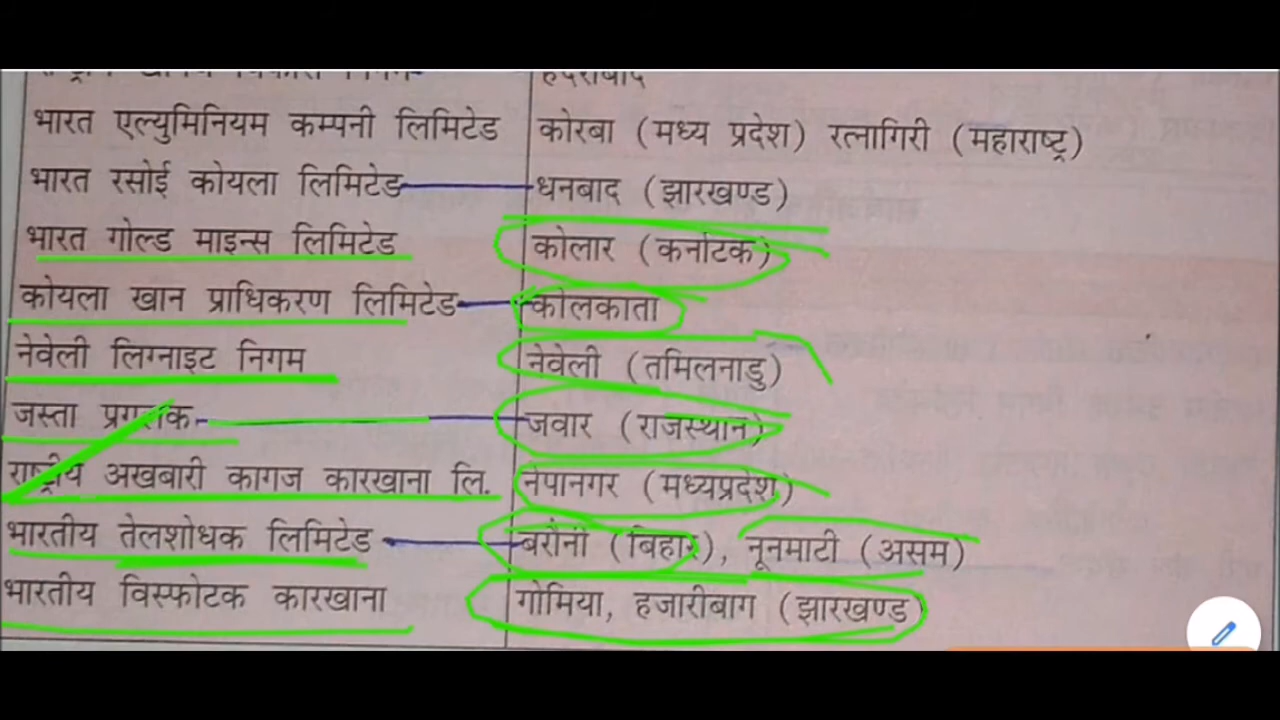 भारत एल्युमिनियम कम्पनी लिमिटेड कोरबा (मध्य प्रदेश) रत्नागिरी (महाराष्ट्र)
भारत रसोई कोयला लिमिटेड धनबाद (झारखण्ड)
भारत गोल्ड माइन्स लिमिटेड कोलार (कर्नाटक)
कोयला खान प्राधिकरण लिमिटेड कोलकाता
नेवेली लिग्नाइट निगम नेवेली (तमिलनाडु)
जस्ता जवार (राजस्थान)
राष्ट्रीय अखबारी कागज कारखाना लि. नेपानगर (मध्यप्रदेश)
भारतीय तेलशोधक लिमिटेड बरौनी (बिहार), नूनमाटी (असम)
भारतीय विस्फोटक कारखाना गोमिया, हजारीबाग (झारखण्ड)